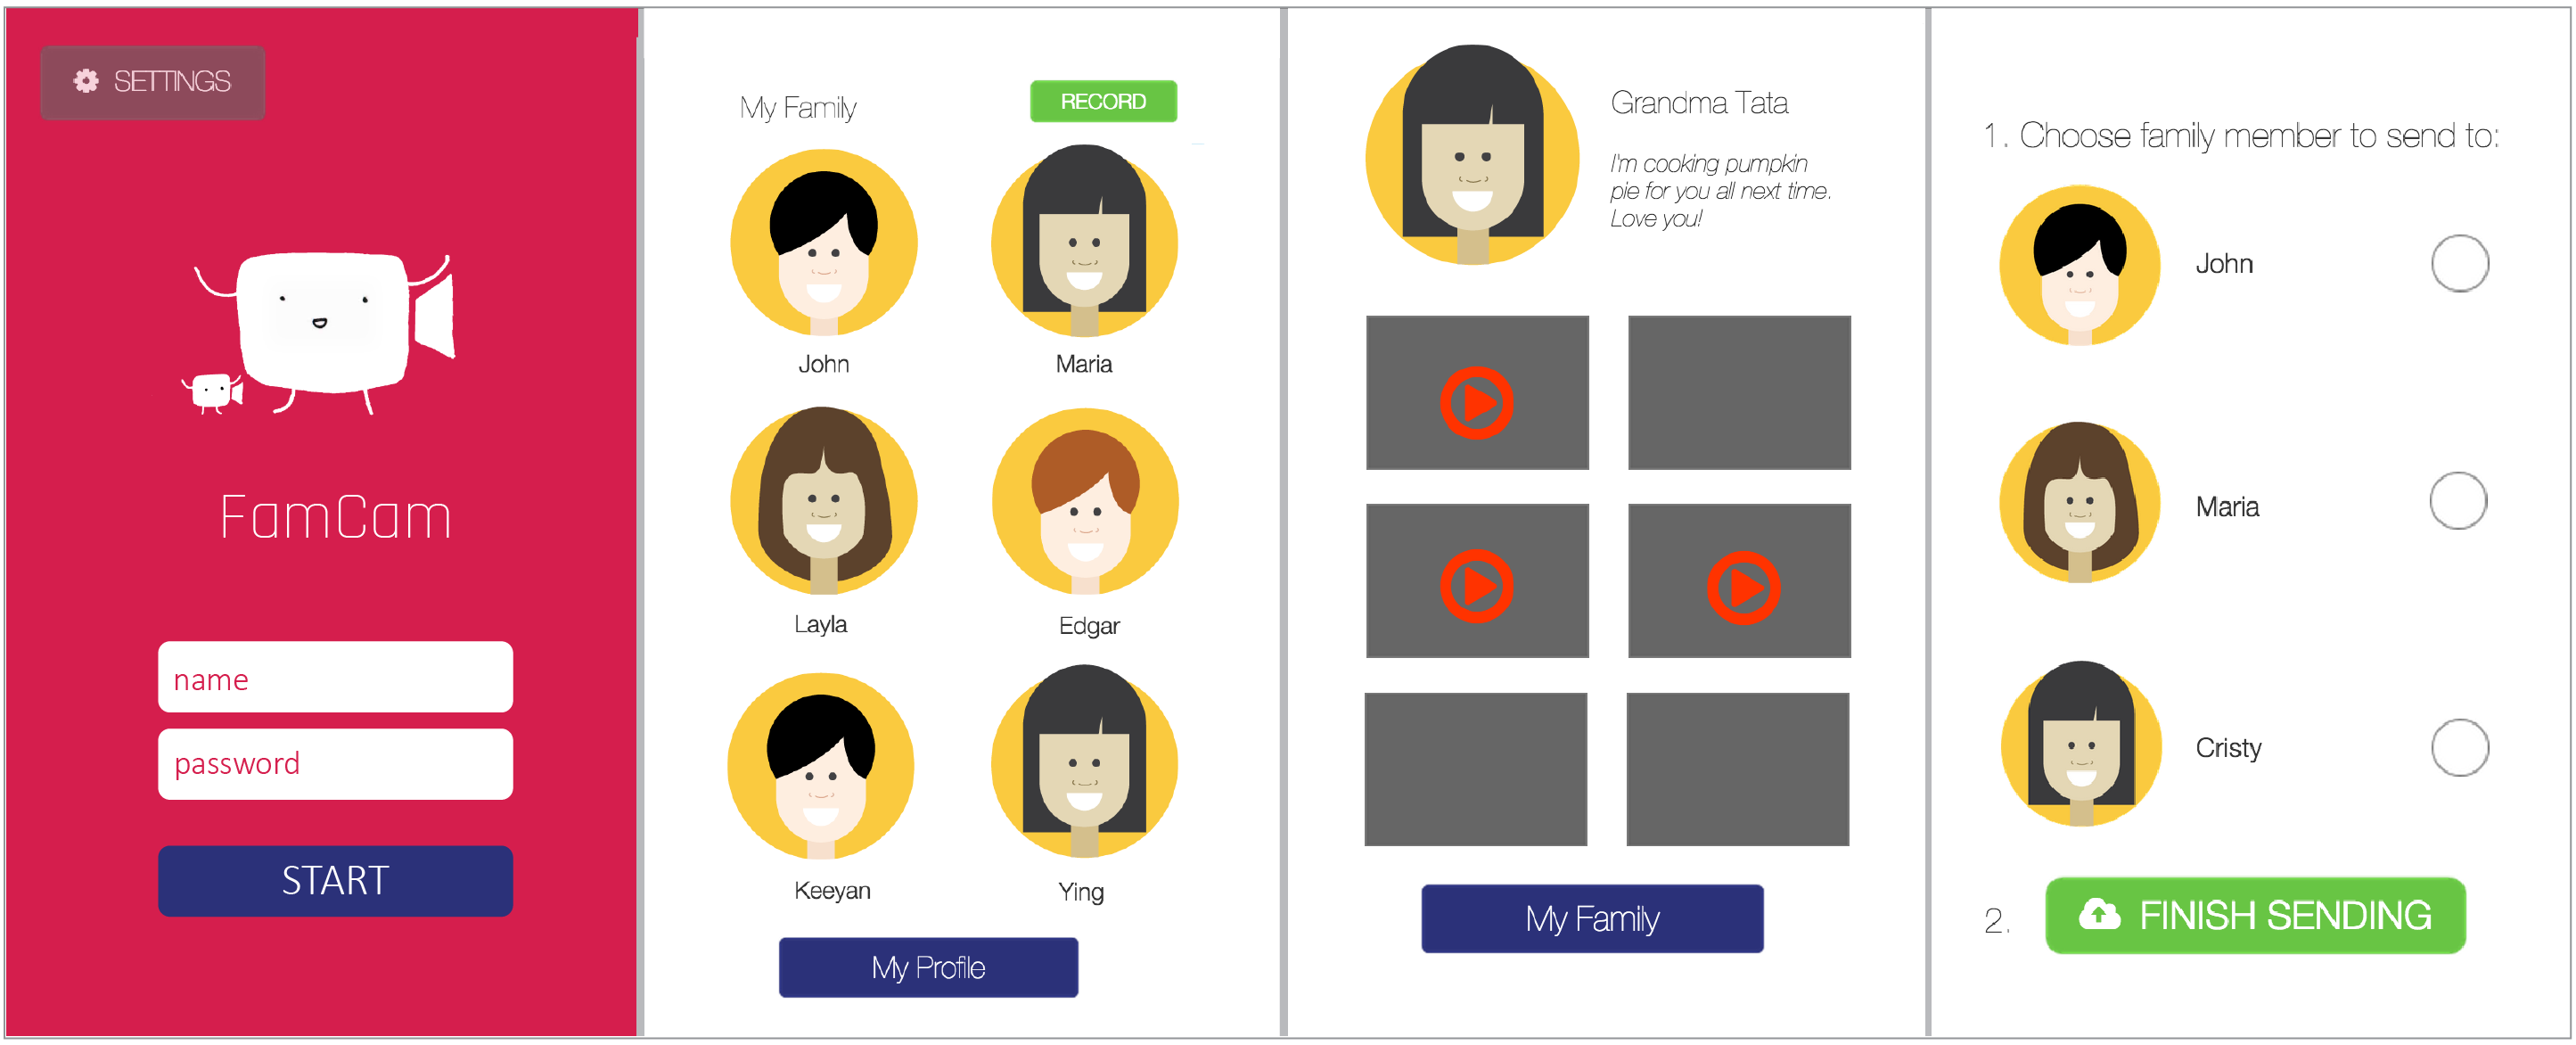 SETTINGS
FamCam
name
password
START
My Family
RECORD
John
Maria
Layla
Edgar
Keeyan
Ying
My Profile
Grandma Tata
I'm cooking pumpkin
pie for you all next time.
Love you!
My Family
1. Choose family member to send to:
John
Maria
Cristy
2. FINISH SENDING